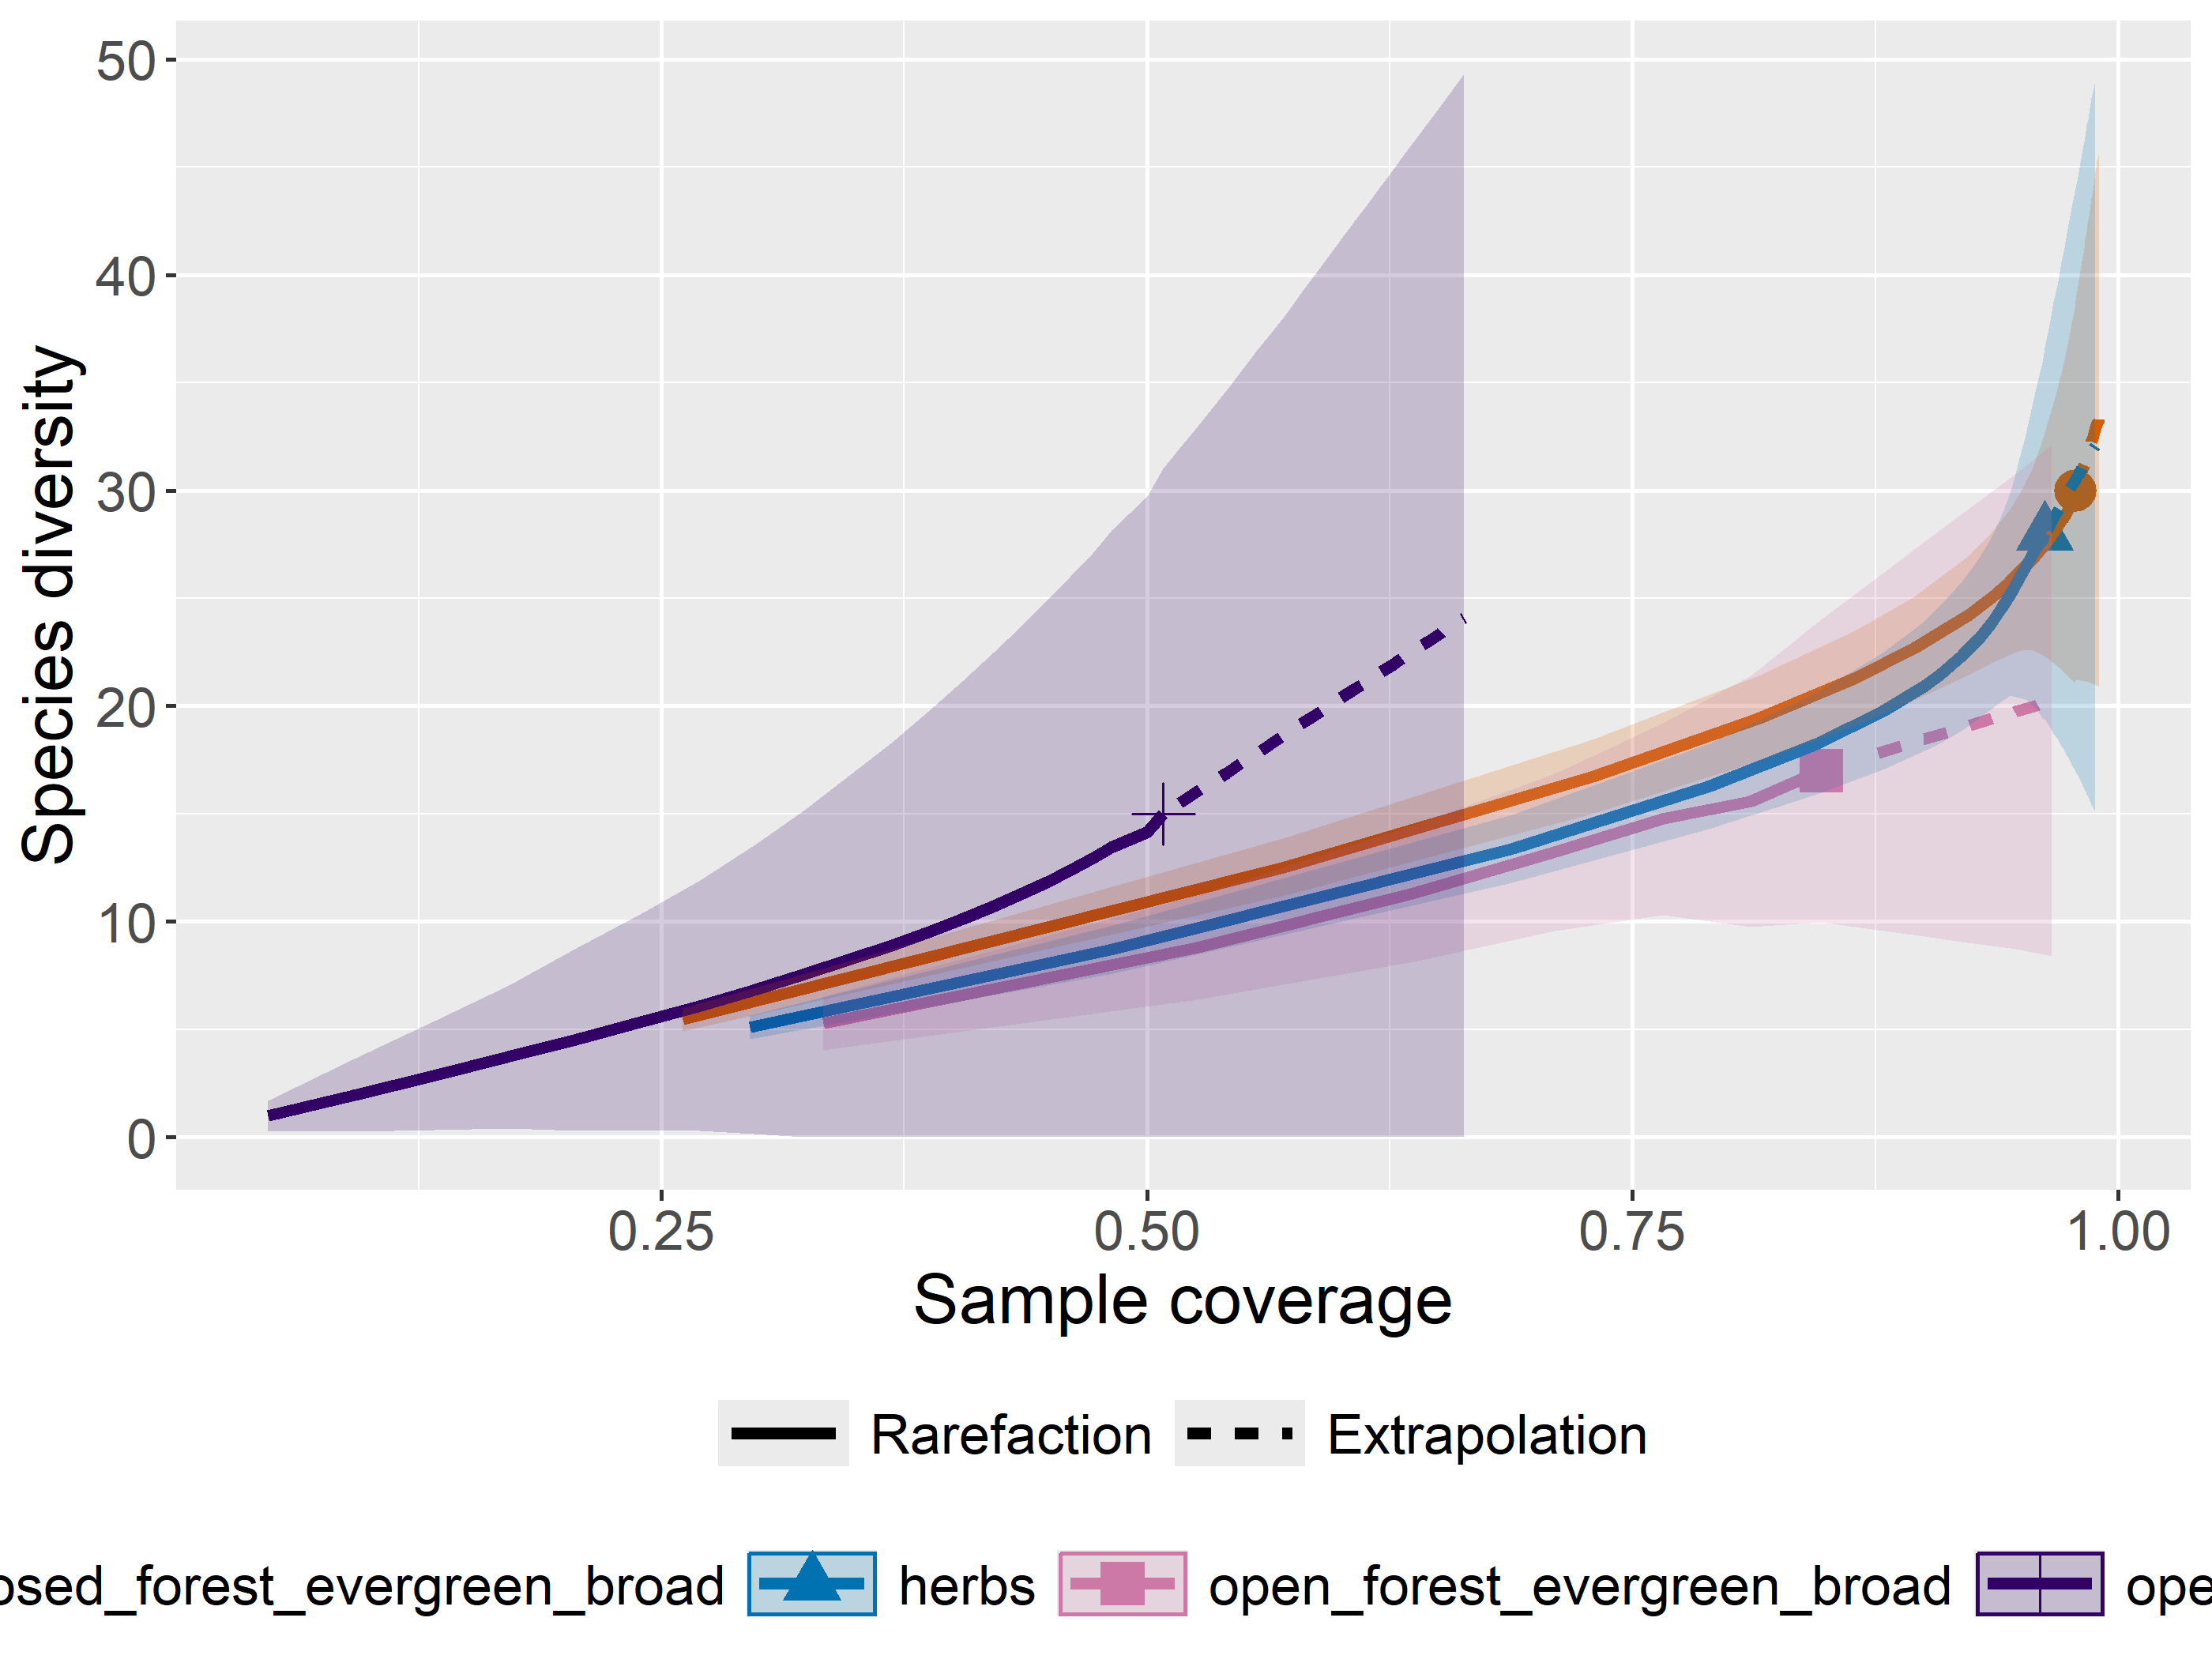 50
40
30
20
10
0
Species diversity
0.25 0.50 0.75 1.00
Sample coverage
Rarefaction Extrapolation
osed_forest_evergreen_broad herbs open_forest_evergreen_broad ope